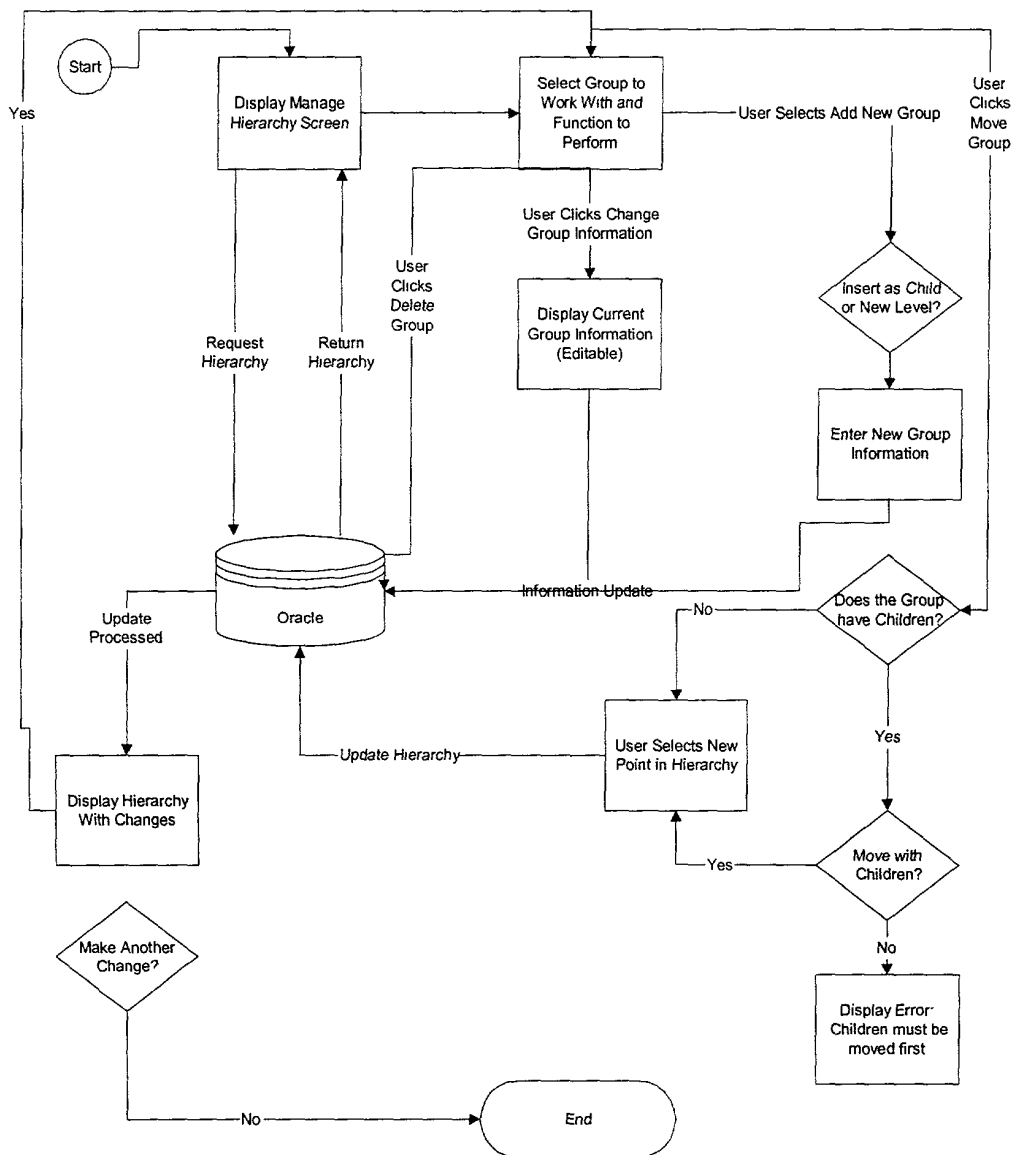 Start
Yes
Display Manage
Hierarchy Screen
Select Group to
Work With and
Function to
Perform
User Selects Add New Group
User
Clicks
Move
Group
User Clicks Change
Group Information
User
Clicks
Delete
Group
Insert as Child
or New Level?
Display Current
Group Information
(Editable)
Request
Hierarchy
Return
Hierarchy
Enter New Group
Information
Information Update
Oracle
Does the Group
have Children?
No
Update
Processed
Yes
User Selects New
Point in Hierarchy
Update Hierarchy
Display Hierarchy
With Changes
Move with
Children?
Yes
Make Another
Change?
No
Display Error-
Children must be
moved first
No
End